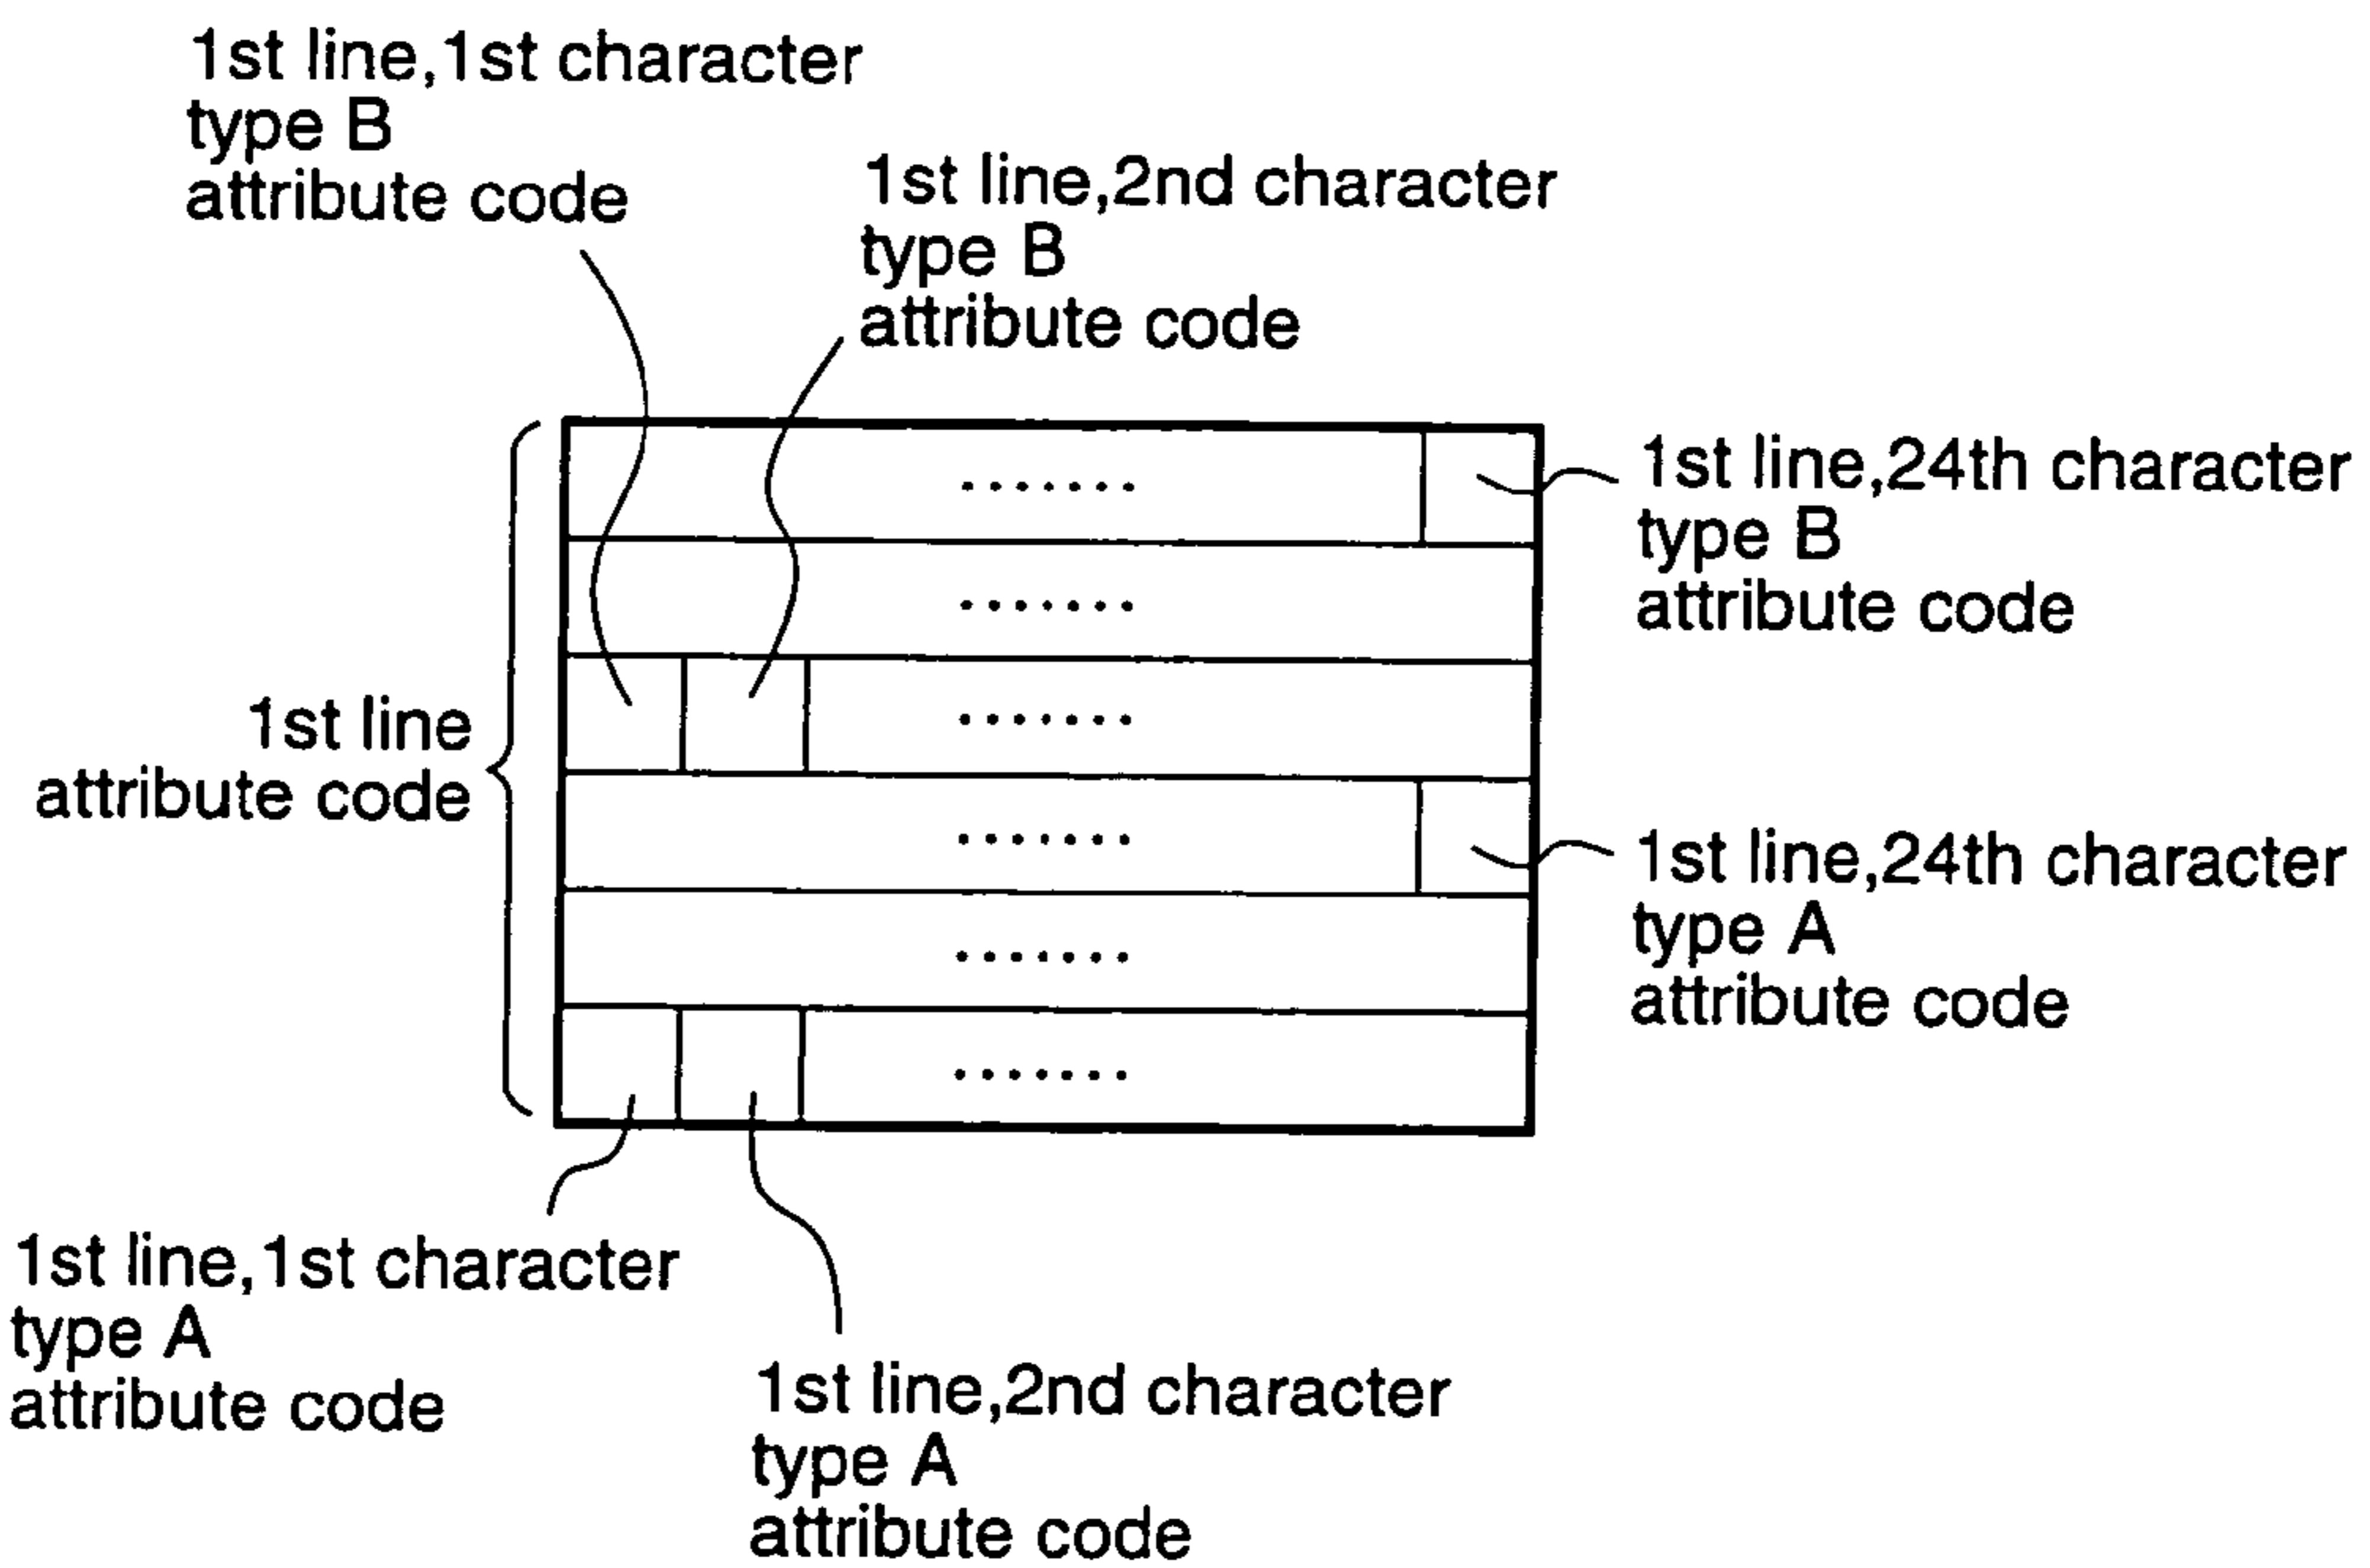 1st line,1st character
type B
attribute code
1st line,2nd character
type B
attribute code
1st line,24th character
type B
attribute code
1st line
attribute code
1st line,24th character
type A
attribute code
1st line,1st character
type A
attribute code
1st line,2nd character
type A
attribute code